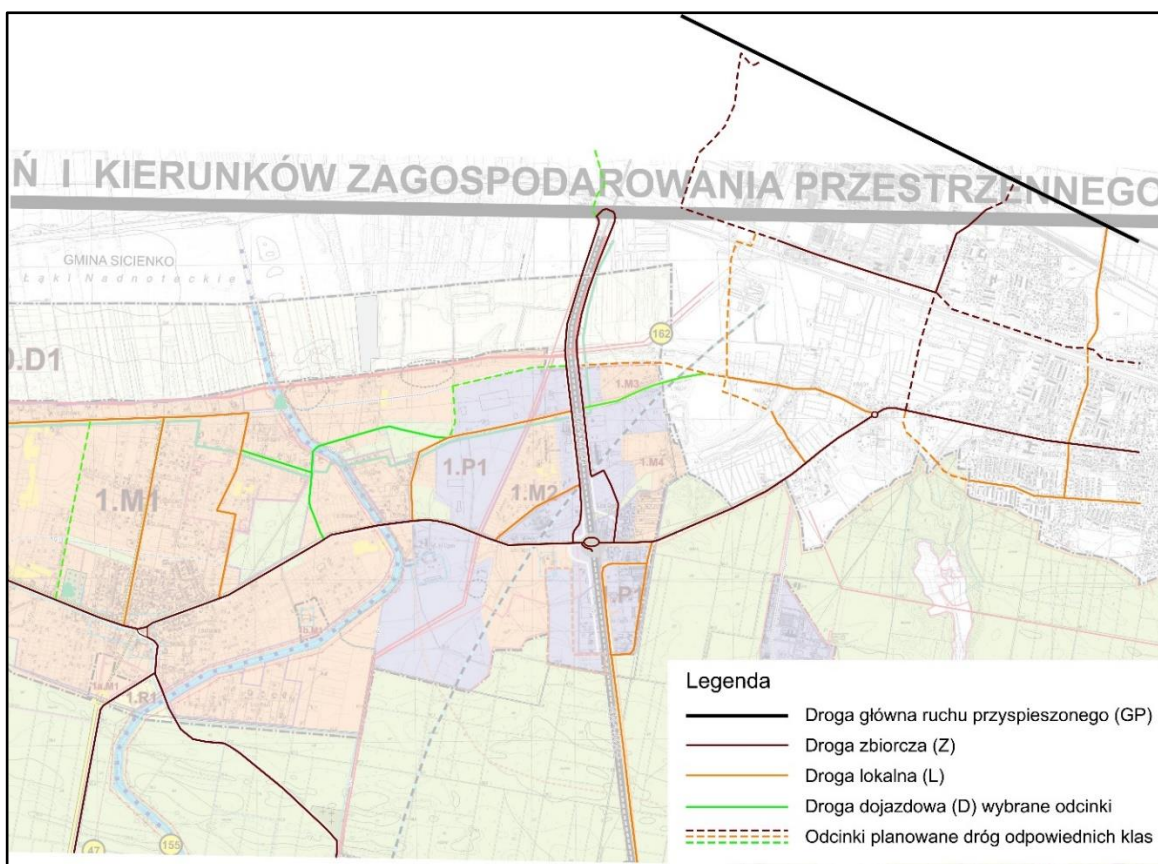 Ń I KIERUNKÓW ZAGOSPODAROWANIA PRZESTRZENNEGO
GMINA SICIENKO
Łąki Nadnoteckie
162
0.D1
1.M3
1.P1
1.M1
1.M2
1.M4
1.P1
1.R1
47
155
Legenda
Droga główna ruchu przyspieszonego (GP)
Droga zbiorcza (Z)
Droga lokalna (L)
Droga dojazdowa (D) wybrane odcinki
Odcinki planowane dróg odpowiednich klas